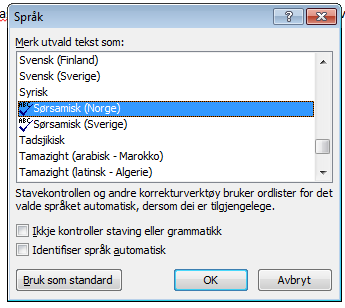 Språk
Merk utvald tekst som:
Svensk (Finland)
Svensk (Sverige)
Syrisk
ABC Sørsamisk (Norge)
ABC Sørsamisk (Sverige)
Tadsjikisk
Tamazight (arabisk - Marokko)
Tamazight (latinsk - Algerie)
Stavekontrollen og andre korrekturverktøy bruker ordlister for det
valde språket automatisk, dersom dei er tilgjengelege.
Ikkje kontroller staving eller grammatikk
Identifiser språk automatisk
Bruk som standard OK Avbryt